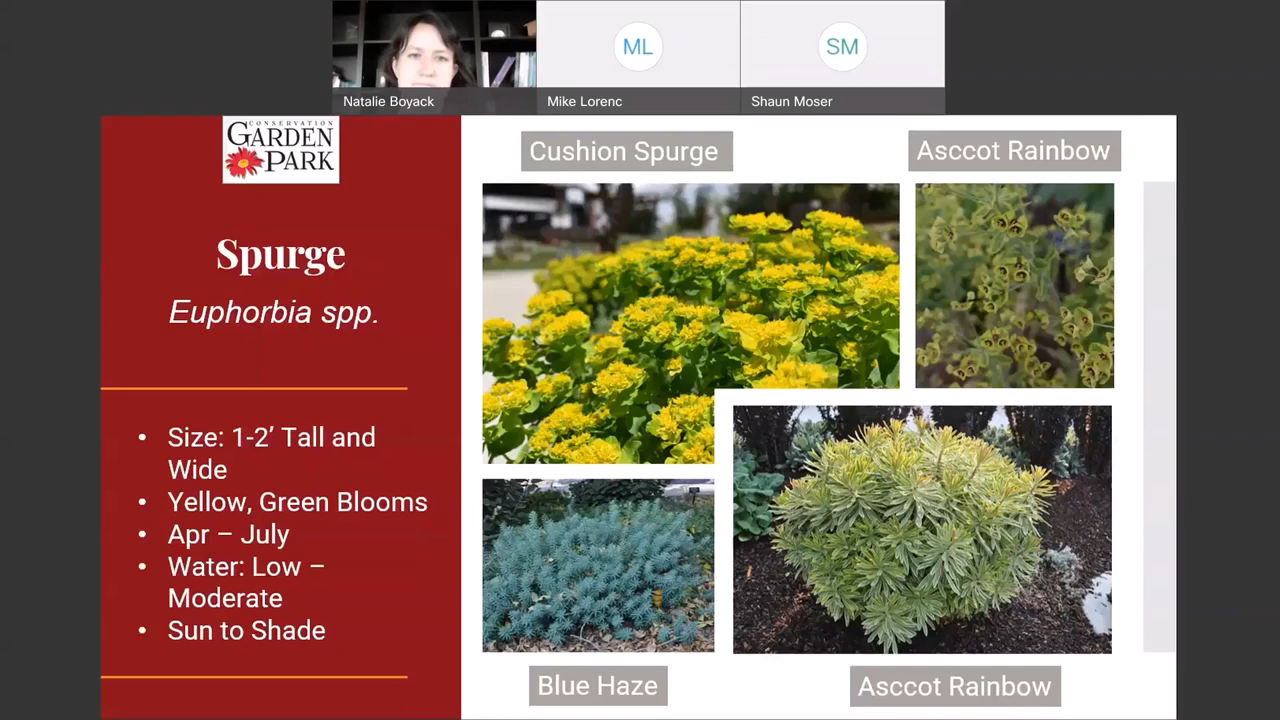 ML
SM
Natalie Boyack
Mike Lorenc
Shaun Moser
CONSERVATION
GARDEN
PARK
Spurge
Euphorbia spp.
• Size: 1-2’ Tall and
Wide
• Yellow, Green Blooms
• Apr – July
• Water: Low –
Moderate
• Sun to Shade
Cushion Spurge
Asccot Rainbow
Blue Haze
Asccot Rainbow